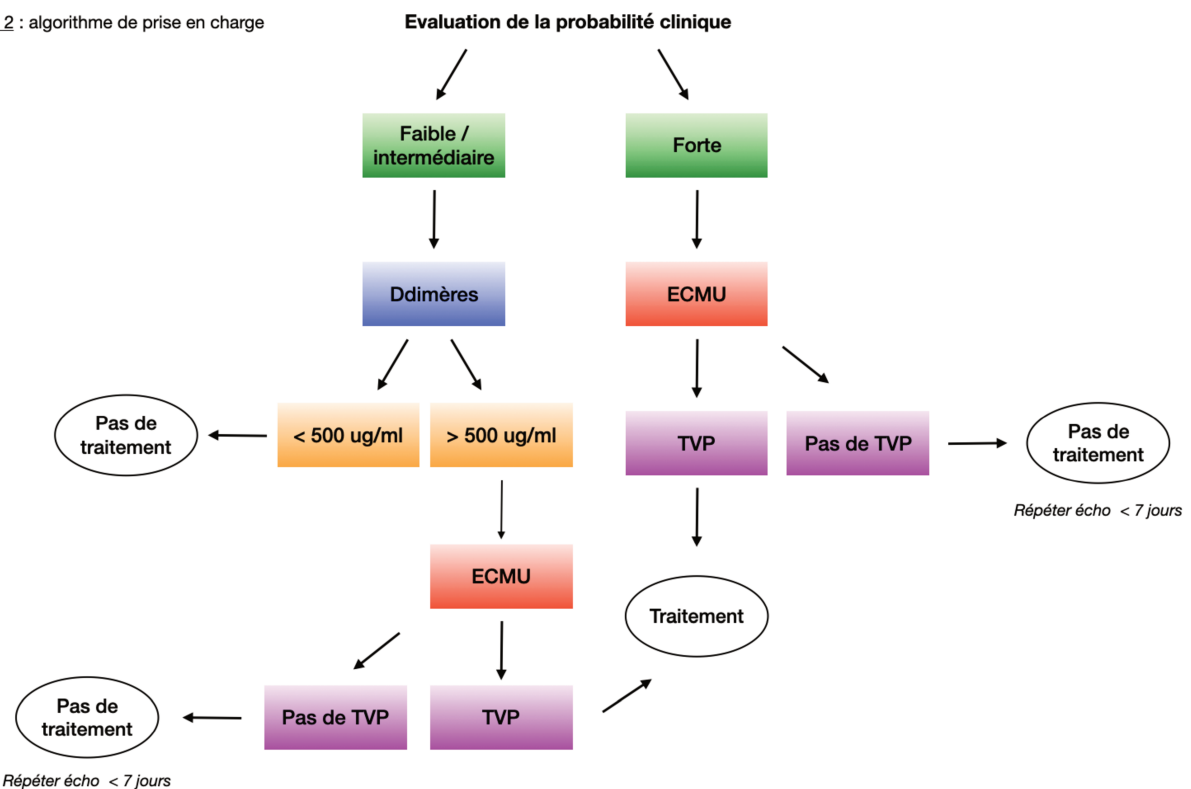 2 : algorithme de prise en charge
Evaluation de la probabilité clinique
Faible /
intermédiaire
Forte
Ddimères
ECMU
Pas de
traitement
< 500 ug/ml
> 500 ug/ml
TVP
Pas de TVP
Pas de
traitement
Répéter écho < 7 jours
ECMU
Traitement
Pas de
traitement
Pas de TVP
TVP
Répéter écho < 7 jours